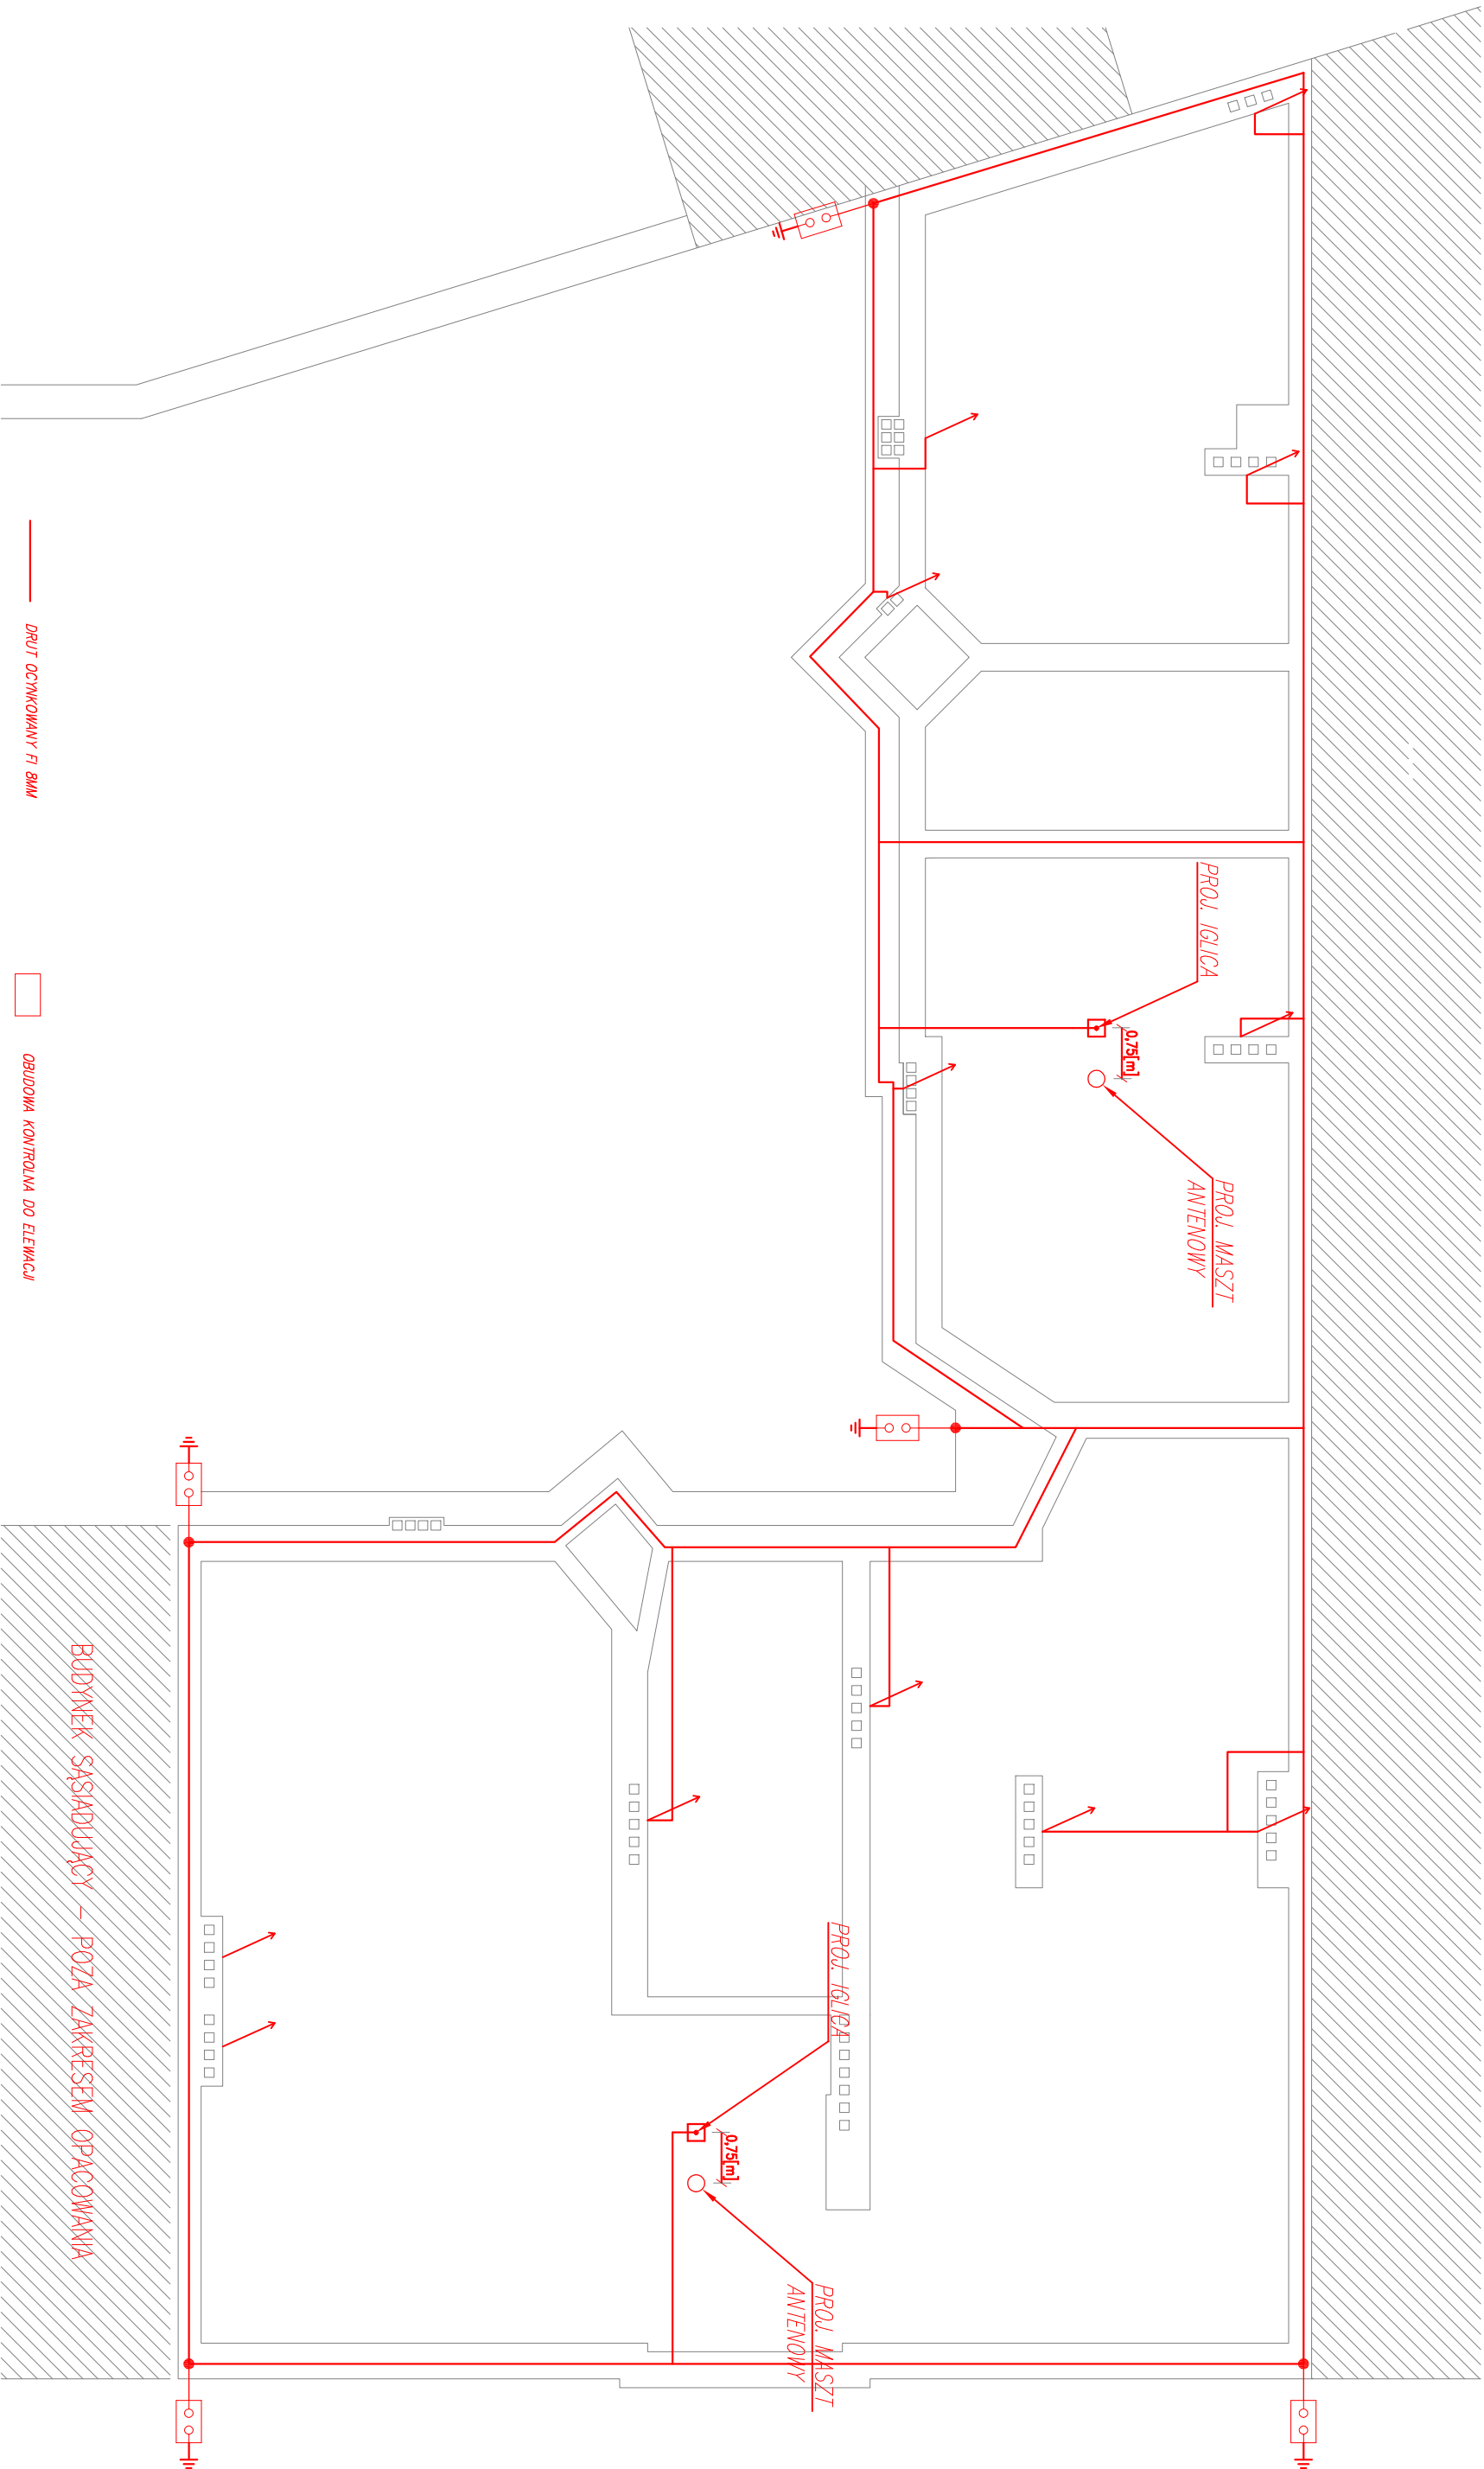 PROJ. IGLICA
0,75[m]
PROJ. MASZT
ANTENOWY
PROJ. IGLICA
0,75[m]
PROJ. MASZT
ANTENOWY
BUDYNEK SĄSIADUJĄCY - POZA ZAKRESEM OPACOWANIA
DRUT OCYNKOWANY FI 8MM
OBUDOWA KONTROLNA DO ELEWACJI